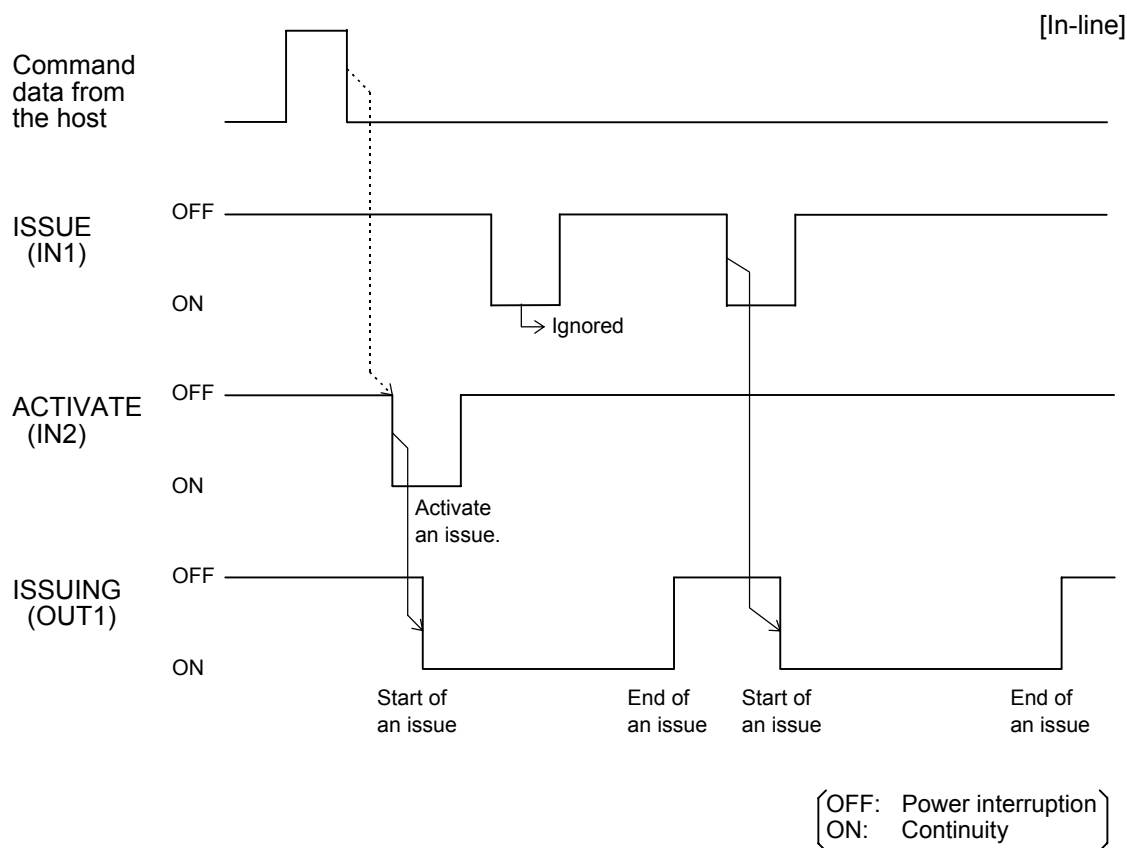 [In-line]
Command
data from
the host
OFF
ISSUE
(IN1)
ON
Ignored
OFF
ACTIVATE
(IN2)
ON
Activate
an issue.
OFF
ISSUING
(OUT1)
ON
Start of
an issue
End of
an issue
Start of
an issue
End of
an issue
OFF: Power interruption
ON: Continuity